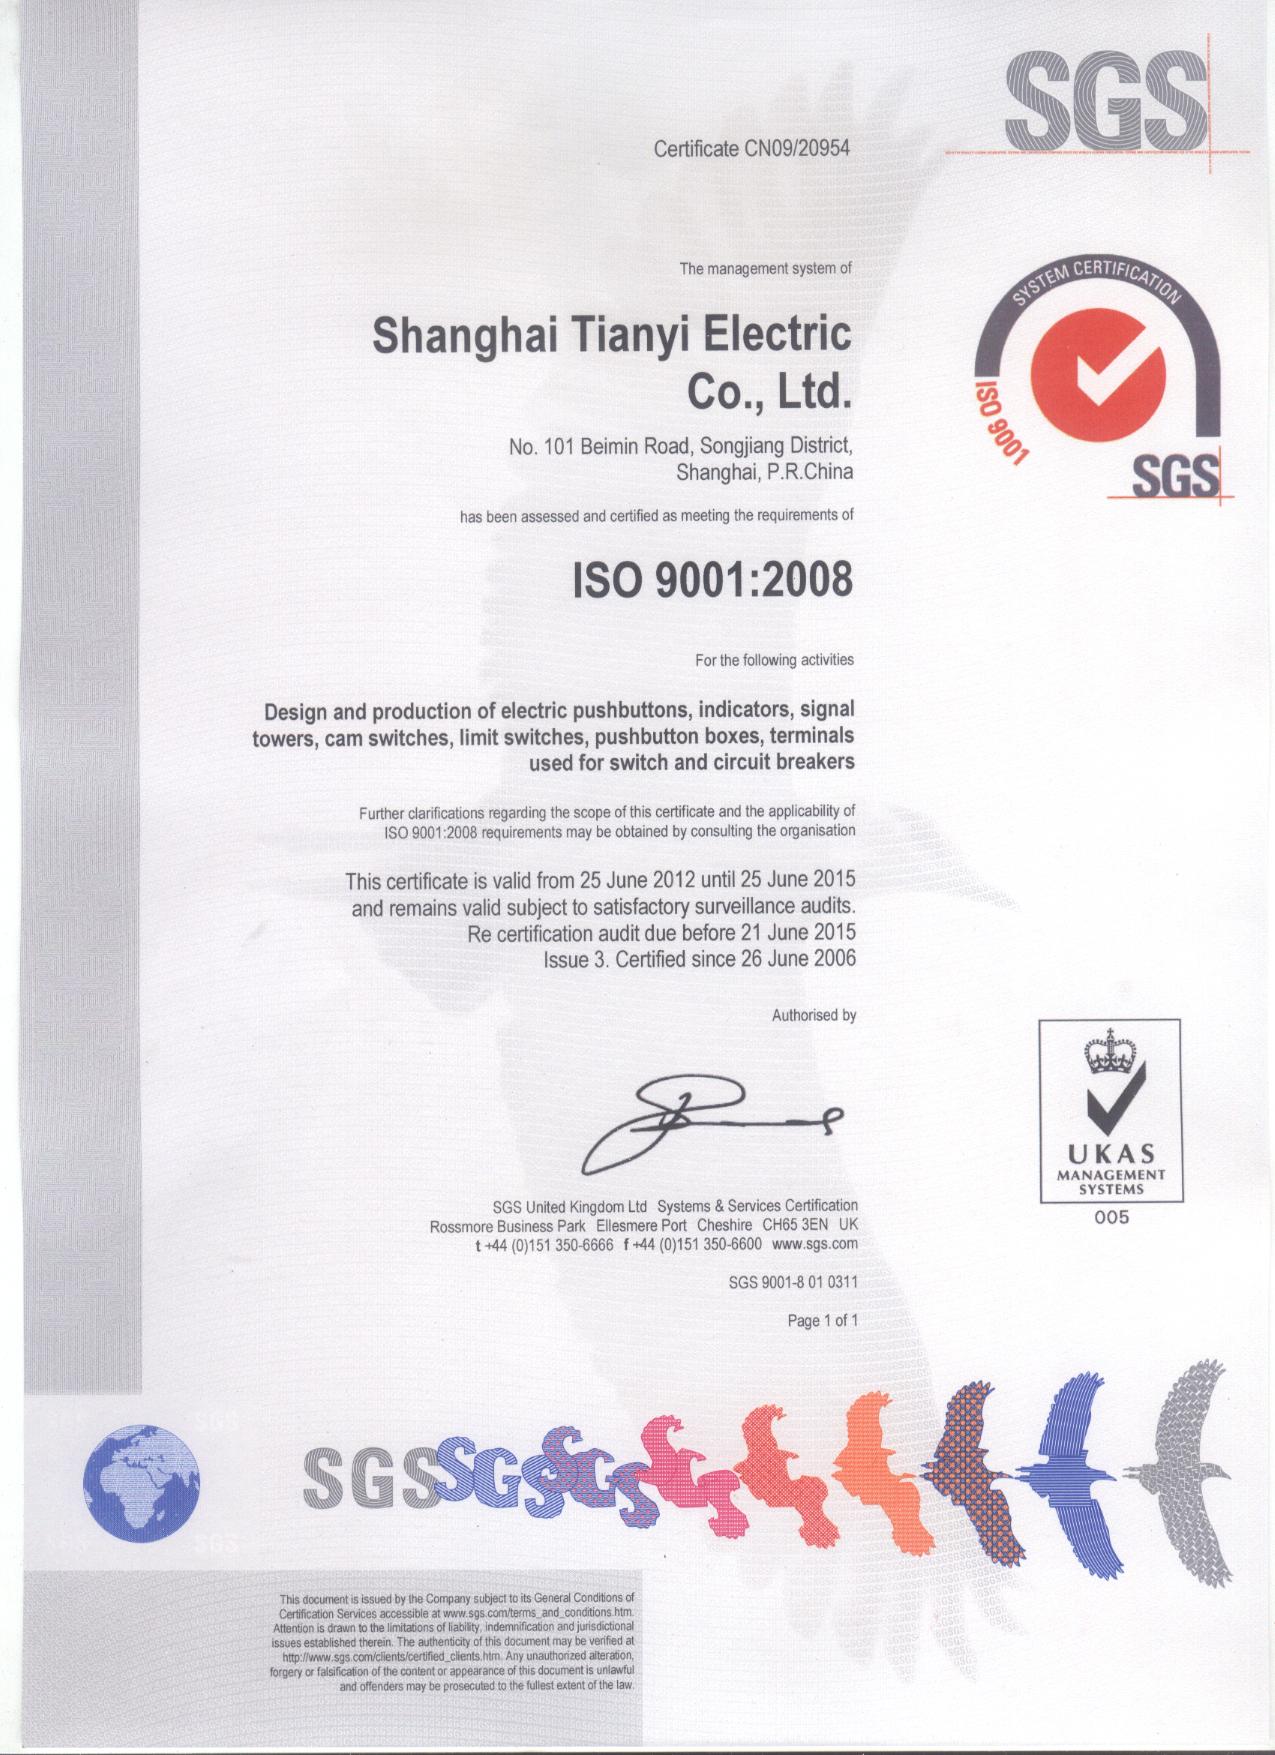 SGS
Certificate CN09/20954
The management system of
SYSTEM CERTIFICATION
ISO 9001
SGS
Shanghai Tianyi Electric
Co., Ltd.
No. 101 Beimin Road, Songjiang District,
Shanghai, P.R.China
has been assessed and certified as meeting the requirements of
ISO 9001:2008
For the following activities
Design and production of electric pushbuttons, indicators, signal
towers, cam switches, limit switches, pushbutton boxes, terminals
used for switch and circuit breakers
Further clarifications regarding the scope of this certificate and the applicability of
ISO 9001:2008 requirements may be obtained by consulting the organisation
This certificate is valid from 25 June 2012 until 25 June 2015
and remains valid subject to satisfactory surveillance audits.
Re certification audit due before 21 June 2015
Issue 3. Certified since 26 June 2006
Authorised by
UKAS
MANAGEMENT
SYSTEMS
005
SGS United Kingdom Ltd Systems & Services Certification
Rossmore Business Park Ellesmere Port Cheshire CH65 3EN UK
t +44 (0)151 350-6666 f +44 (0)151 350-6600 www.sgs.com
SGS 9001-8 01 0311
Page 1 of 1
SGS SGS SGS
This document is issued by the Company subject to its General Conditions of
Certification Services accessible at www.sgs.com/terms_and_conditions.htm.
Attention is drawn to the limitations of liability, indemnification and jurisdictional
issues established therein. The authenticity of this document may be verified at
http://www.sgs.com/clients/certified_clients.htm. Any unauthorized alteration,
forgery or falsification of the content or appearance of this document is unlawful
and offenders may be prosecuted to the fullest extent of the law.